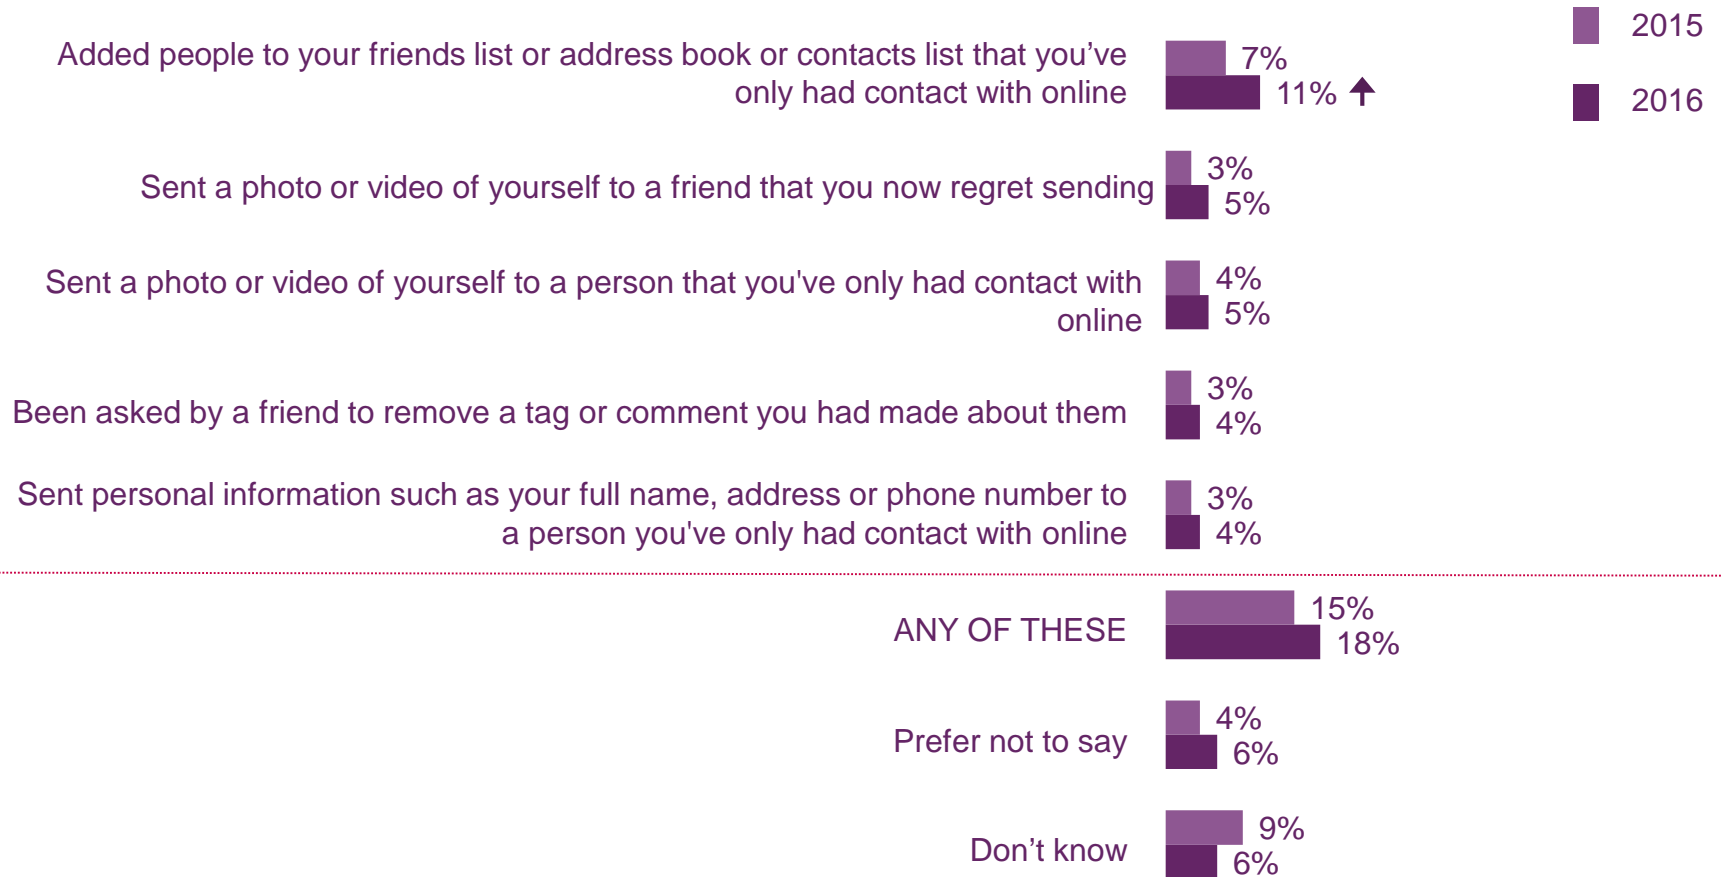 2015
2016
Added people to your friends list or address book or contacts list that you’ve
only had contact with online
7%
11%
Sent a photo or video of yourself to a friend that you now regret sending
3%
5%
Sent a photo or video of yourself to a person that you've only had contact with
online
4%
5%
Been asked by a friend to remove a tag or comment you had made about them
3%
4%
Sent personal information such as your full name, address or phone number to
a person you've only had contact with online
3%
4%
ANY OF THESE
15%
18%
Prefer not to say
4%
6%
Don’t know
9%
6%